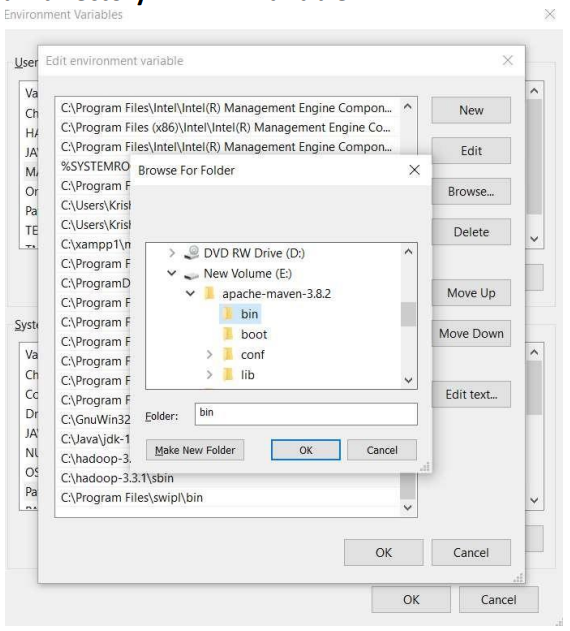 Environment Variables
User
Edit environment variable
Va
Ch
HA
JA
M
Or
Pa
TE
C:\Program Files\Intel\Intel(R) Management Engine Compon...
C:\Program Files (x86)\Intel\Intel(R) Management Engine Co...
C:\Program Files\Intel\Intel(R) Management Engine Compon...
%SYSTEMRO
C:\Program F
C:\Users\Krish
C:\Users\Krish
C:\xampp1\m
C:\Program F
C:\ProgramD
C:\Program F
C:\Program F
C:\Program F
C:\Program F
C:\Program F
C:\GnuWin32
C:\Java\jdk-1
C:\hadoop-3.
C:\hadoop-3.3.1\sbin
C:\Program Files\swipl\bin
New
Edit
Browse...
Delete
Move Up
Move Down
Edit text...
Browse For Folder
DVD RW Drive (D:)
New Volume (E:)
apache-maven-3.8.2
bin
boot
conf
lib
Folder:
bin
Make New Folder
OK
Cancel
Syste
Va
Ch
Co
Dr
JA
NU
OS
Pa
OK
Cancel
OK
Cancel